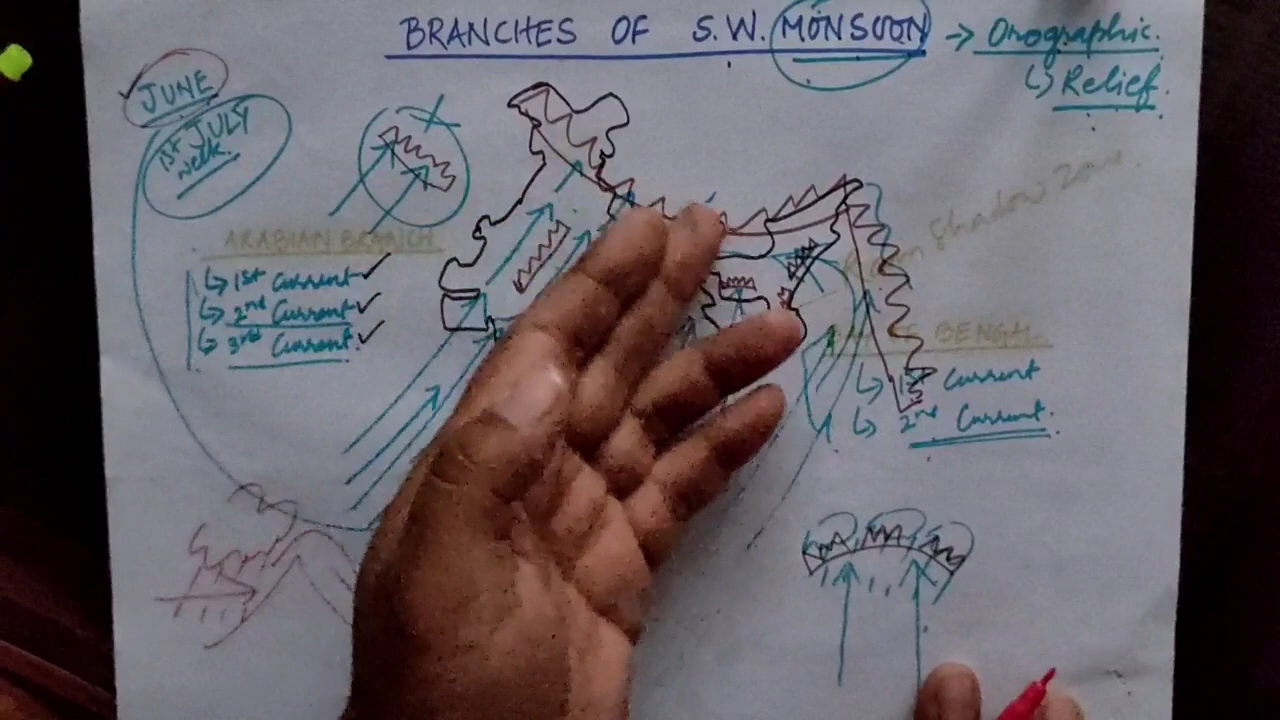 BRANCHES OF S.W. MONSOON → Orographic.
↳ Relief.
JUNE
1st JULY
week.
ARABIAN BRANCH
↳ 1st Current ✓
↳ 2nd Current ✓
↳ 3rd Current. ✓
Shadow Zone
BENGAL
↳ 1st Current
↳ 2nd Current.